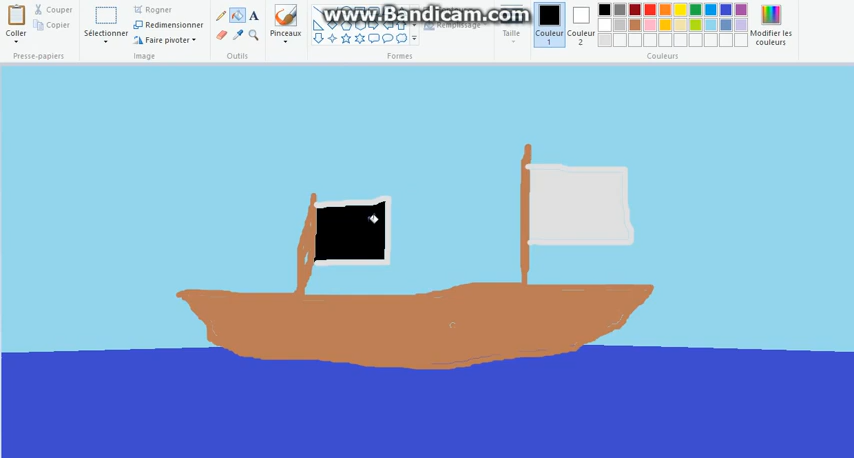 www.Bandicam.com
Coller
Couper
Copier
Presse-papiers
Sélectionner
Rogner
Redimensionner
Faire pivoter
Image
A
Outils
Pinceaux
Remplissage
Formes
Taille
Couleur 1
Couleur 2
Modifier les couleurs
Couleurs